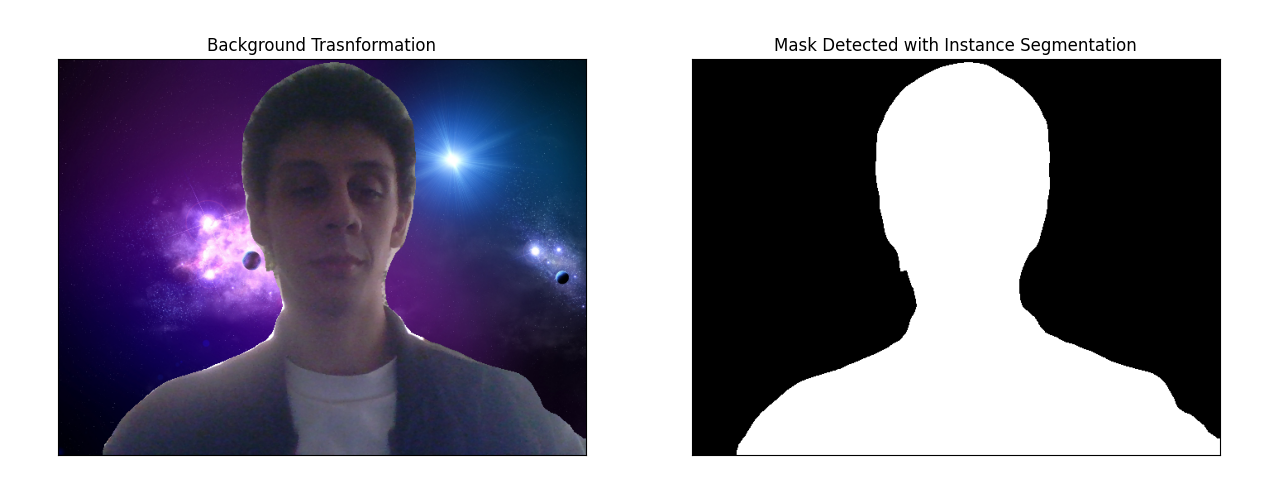 Background Trasnformation
Mask Detected with Instance Segmentation